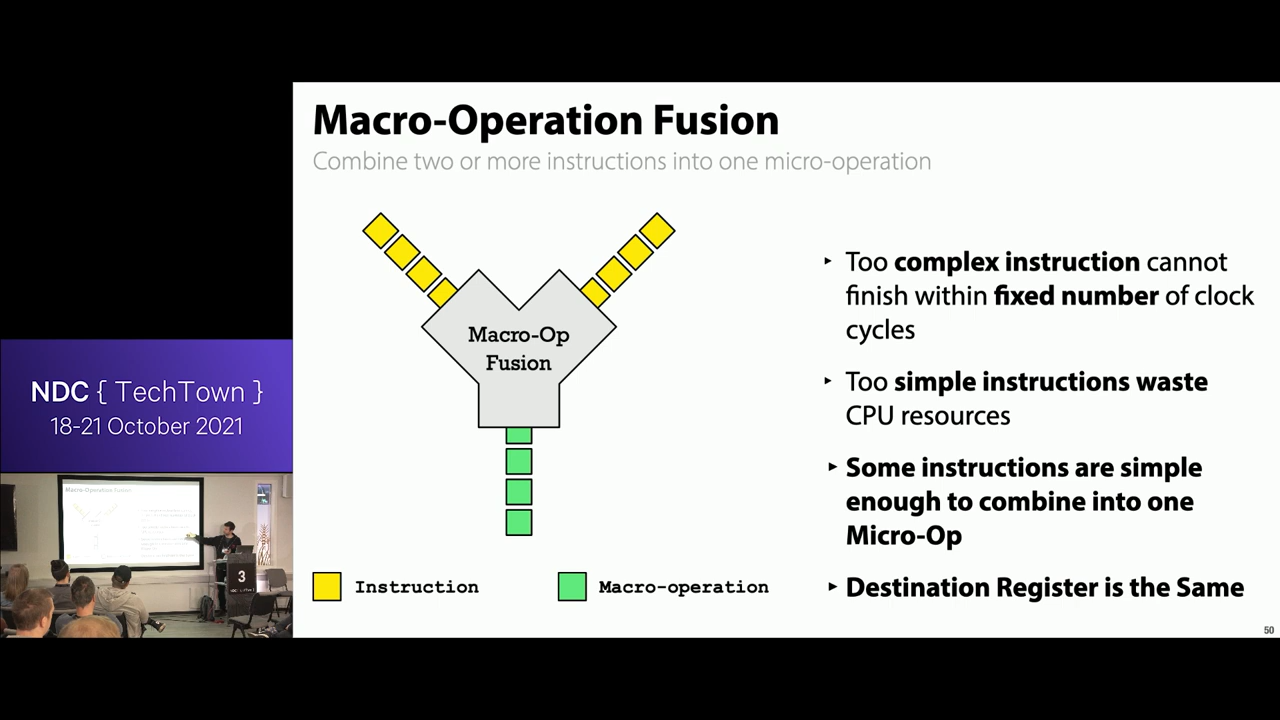 Macro-Operation Fusion
Combine two or more instructions into one micro-operation
Macro-Op
Fusion
Instruction
Macro-operation
‣ Too complex instruction cannot
finish within fixed number of clock
cycles
‣ Too simple instructions waste
CPU resources
‣ Some instructions are simple
enough to combine into one
Micro-Op
‣ Destination Register is the Same
50
NDC { TechTown }
18-21 October 2021
Macro-Operation Fusion
3